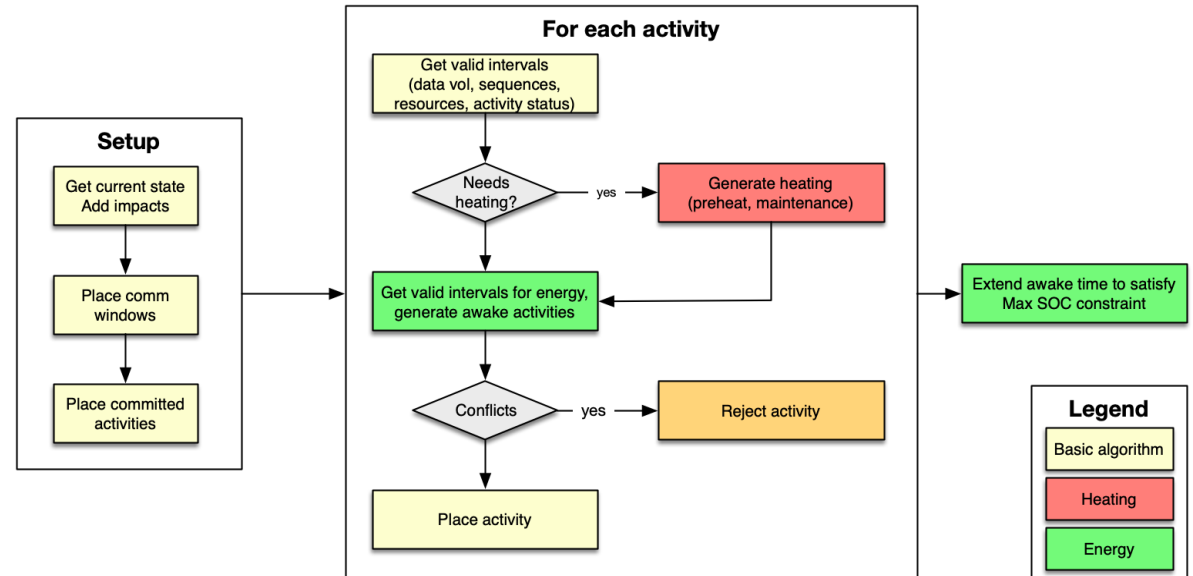 Setup
Get current state
Add impacts
Place comm
windows
Place committed
activities
For each activity
Get valid intervals
(data vol, sequences,
resources, activity status)
Needs
heating?
yes
Generate heating
(preheat, maintenance)
Get valid intervals for energy,
generate awake activities
Conflicts
yes
Reject activity
Place activity
Extend awake time to satisfy
Max SOC constraint
Legend
Basic algorithm
Heating
Energy